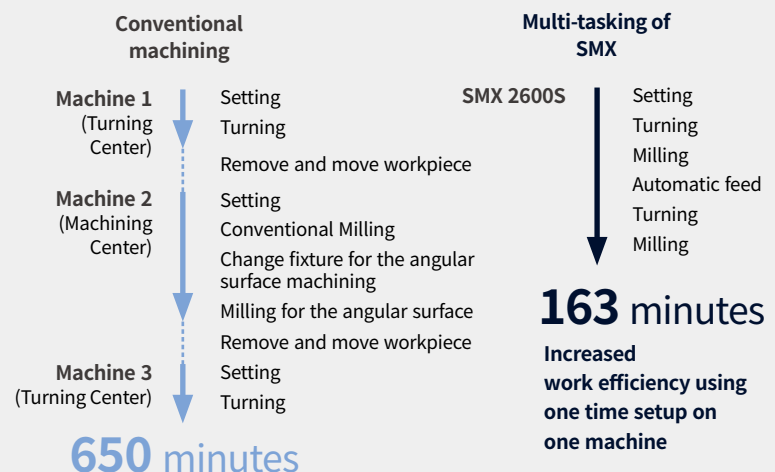 Conventional
machining
Machine 1
(Turning
Center)
Setting
Turning
Remove and move workpiece
Machine 2
(Machining
Center)
Setting
Conventional Milling
Change fixture for the angular
surface machining
Milling for the angular surface
Remove and move workpiece
Machine 3
(Turning Center)
Setting
Turning
650 minutes
Multi-tasking of
SMX
SMX 2600S
Setting
Turning
Milling
Automatic feed
Turning
Milling
163 minutes
Increased
work efficiency using
one time setup on
one machine